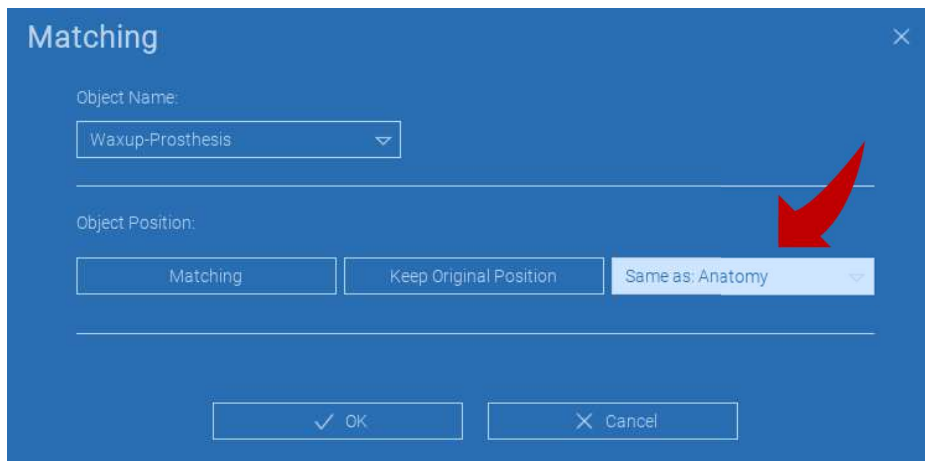 Matching
Object Name:
Waxup-Prosthesis
Object Position:
Matching
Keep Original Position
Same as: Anatomy
OK
Cancel